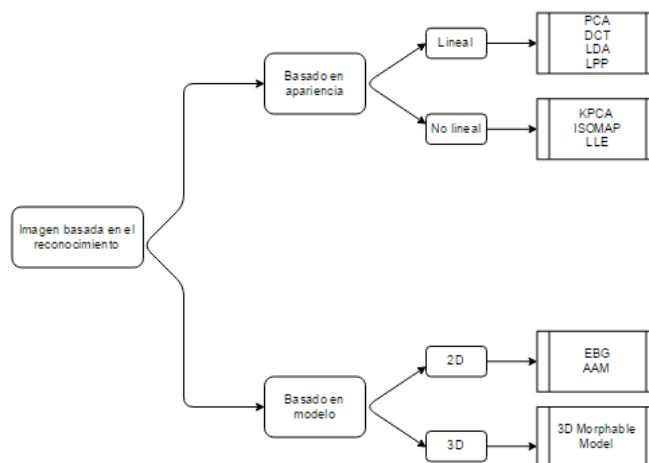 PCA
DCT
LDA
LPP
Lineal
Basado en
apariencia
No lineal
KPCA
ISOMAP
LLE
Imagen basada en el
reconocimiento
2D
EBG
AAM
Basado en
modelo
3D
3D Morphable
Model